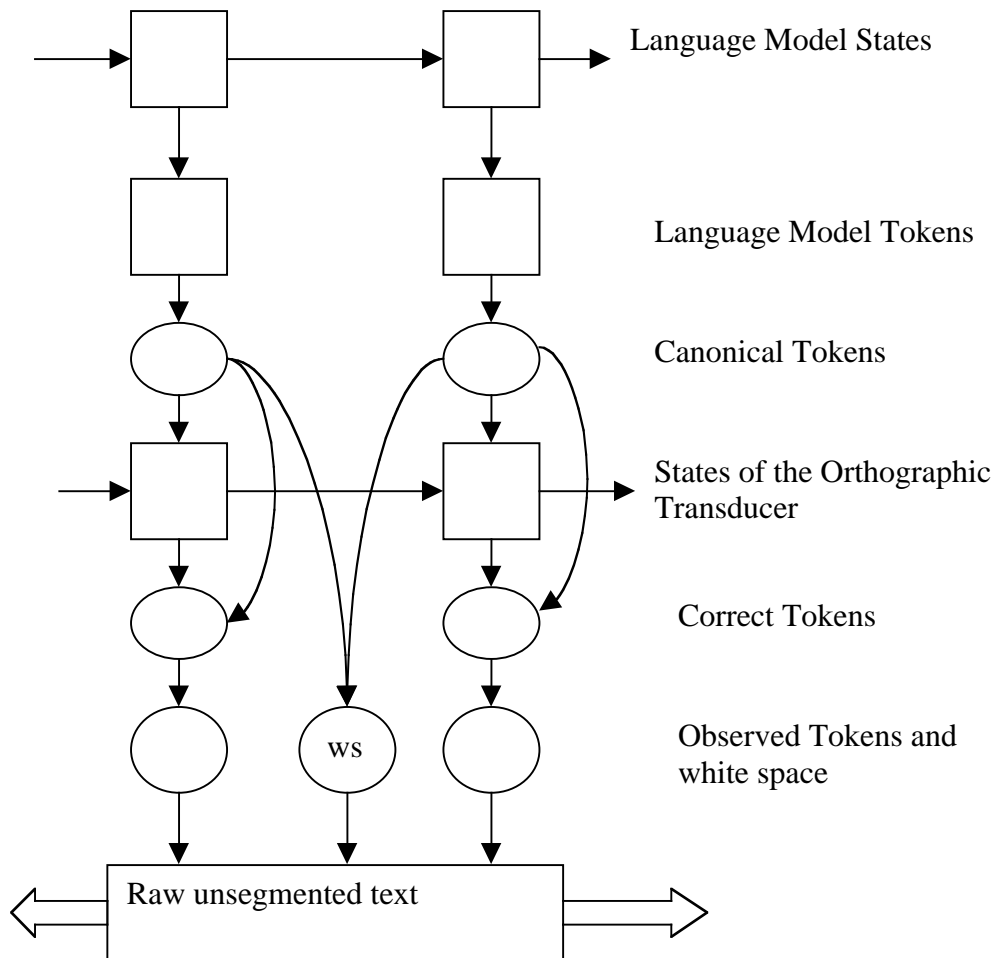 Language Model States
Language Model Tokens
Canonical Tokens
States of the Orthographic
Transducer
Correct Tokens
Observed Tokens and
white space
ws
Raw unsegmented text